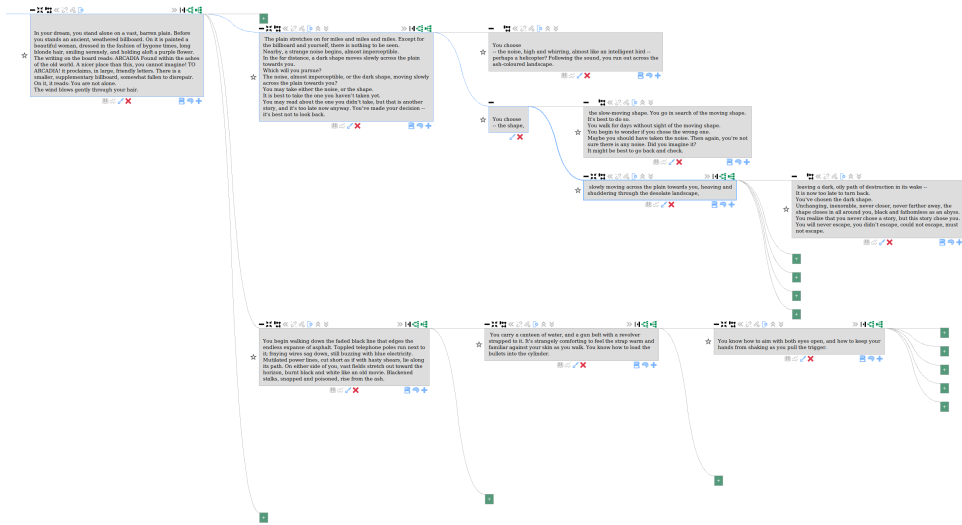 In your dream, you stand alone on a vast, barren plain. Before
you stands an ancient, weathered billboard. On it is painted a
beautiful woman, dressed in the fashion of bygone times, long
blonde hair, smiling serenely, and holding aloft a purple flower.
The writing on the board reads: ARCADIA Found within the ashes
of the old world. A nicer place than this, you cannot imagine! TO
ARCADIA! it proclaims, in large, friendly letters. There is a
smaller, supplementary billboard, somewhat fallen to disrepair.
On it, it reads: You are not alone.
The wind blows gently through your hair.
The plain stretches on for miles and miles and miles. Except for
the billboard and yourself, there is nothing to be seen.
Nearby, a strange noise begins, almost imperceptible.
In the far distance, a dark shape moves slowly across the plain
towards you.
Which will you pursue?
The noise, almost imperceptible, or the dark shape, moving slowly
across the plain towards you?
You may take either the noise, or the shape.
It is best to take the one you haven't taken yet.
You may read about the one you didn't take, but that is another
story, and it's too late now anyway. You've made your decision --
it's best not to look back.
You choose
-- the noise, high and whirring, almost like an intelligent bird --
perhaps a helicopter? Following the sound, you run out across the
ash-coloured landscape.
You choose
-- the shape,
the slow-moving shape. You go in search of the moving shape.
It's best to do so.
You walk for days without sight of the moving shape.
You begin to wonder if you chose the wrong one.
Maybe you should have taken the noise. Then again, you're not
sure there is any noise. Did you imagine it?
It might be best to go back and check.
slowly moving across the plain towards you, heaving and
shuddering through the desolate landscape,
leaving a dark, oily path of destruction in its wake --
It is now too late to turn back.
You've chosen the dark shape.
Unchanging, inexorable, never closer, never farther away, the
shape closes in all around you, black and fathomless as an abyss.
You realize that you never chose a story, but this story chose you.
You will never escape, you didn't escape, could not escape, must
not escape.
You begin walking down the faded black line that edges the
endless expanse of asphalt. Toppled telephone poles run next to
it; fraying wires sag down, still buzzing with blue electricity.
Mutilated power lines, cut short as if with hasty shears, lie along
its path. On either side of you, vast fields stretch out toward the
horizon, burnt black and white like an old movie. Blackened
stalks, snapped and poisoned, rise from the ash.
You carry a canteen of water, and a gun belt with a revolver
strapped to it. It's strangely comforting to feel the strap warm and
familiar against your skin as you walk. You know how to load the
bullets into the cylinder.
You know how to aim with both eyes open, and how to keep your
hands from shaking as you pull the trigger.